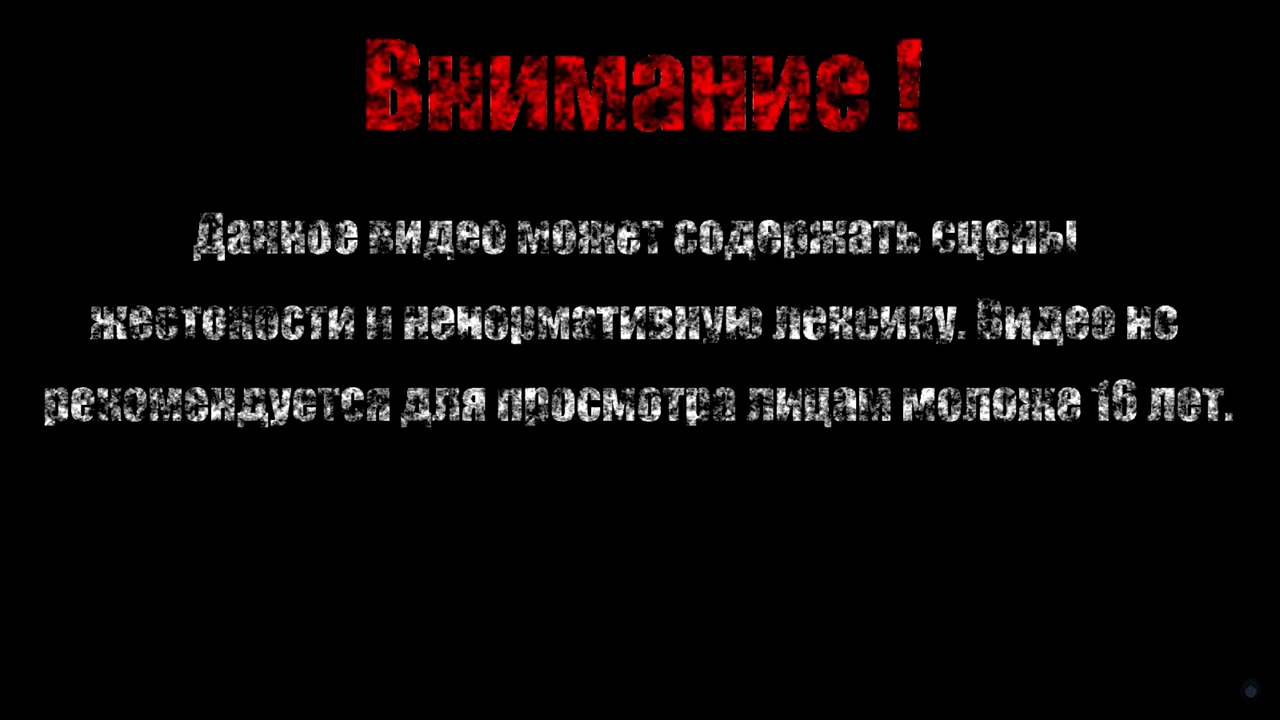 Внимание !
Данное видео может содержать сцены
жестокости и ненормативную лексику. Видео не
рекомендуется для просмотра лицам моложе 16 лет.